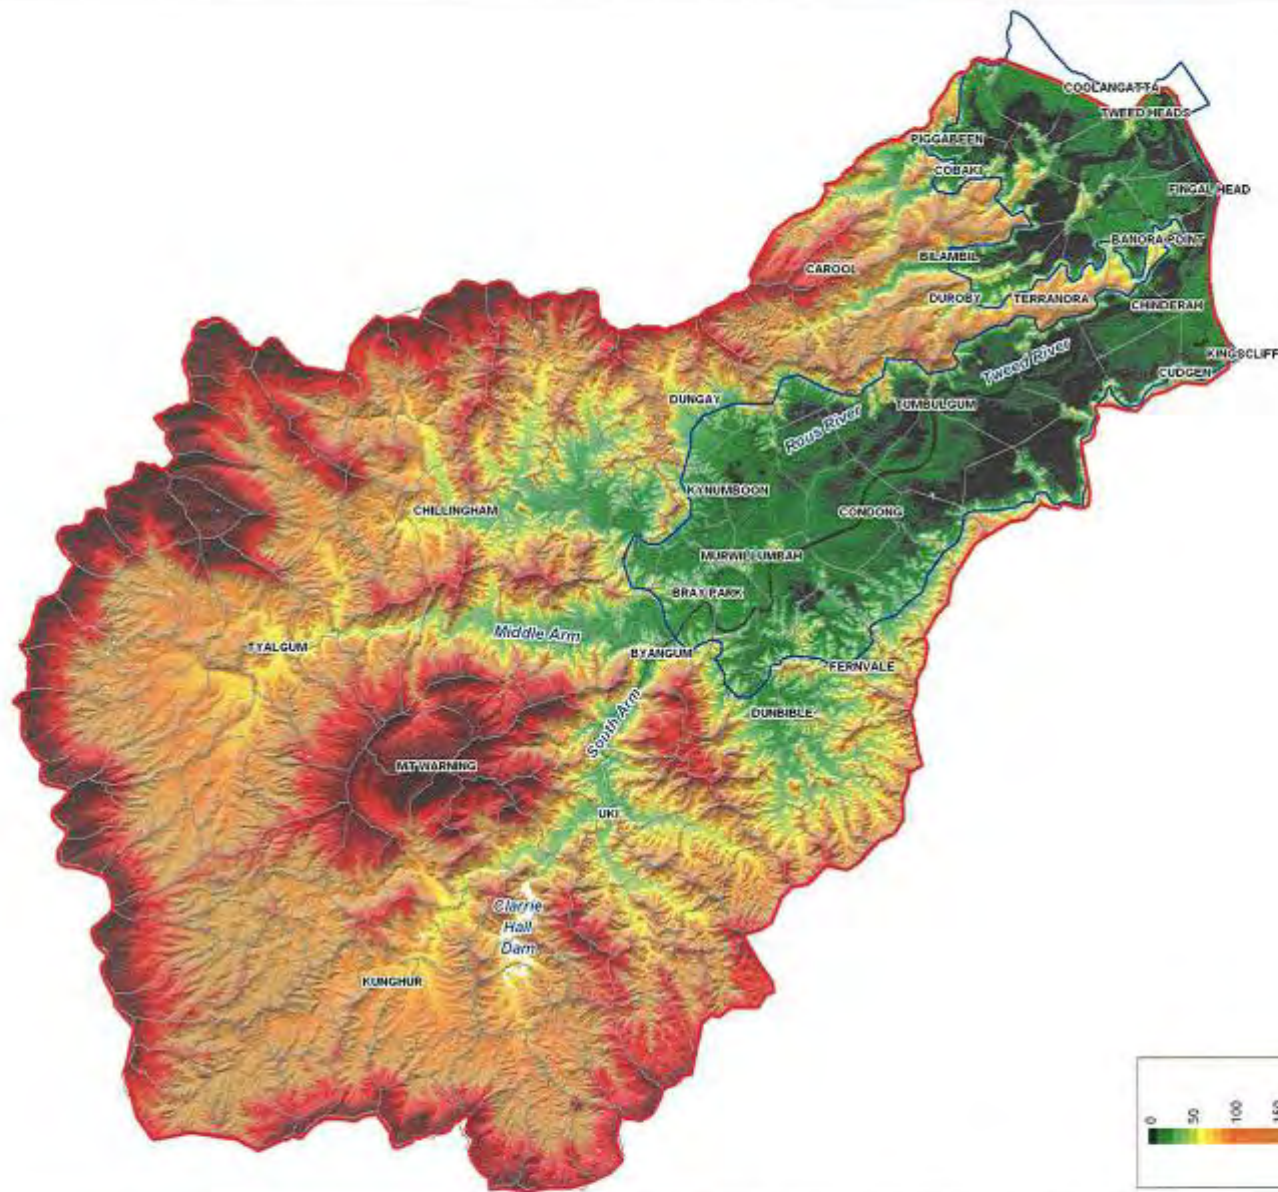 COOLANGATTA
TWEED HEADS
PIGGABEEN
COBAKI
FINGAL HEAD
BANORA POINT
BILAMBIL
CAROOL
DUROBY
TERRANORA
CHINDERAH
KINGSCLIFF
Tweed River
CUDGEN
DUNGAY
TUMBULGUM
Rous River
KYNUMBOON
CHILLINGHAM
CONDONG
MURWILLUMBAH
BRAY PARK
Middle Arm
TYALGUM
BYANGUM
FERNVALE
South Arm
DUNBIBLE
MT WARNING
UKI
Clarrie
Hall
Dam
KUNGHUR
0
50
100
150